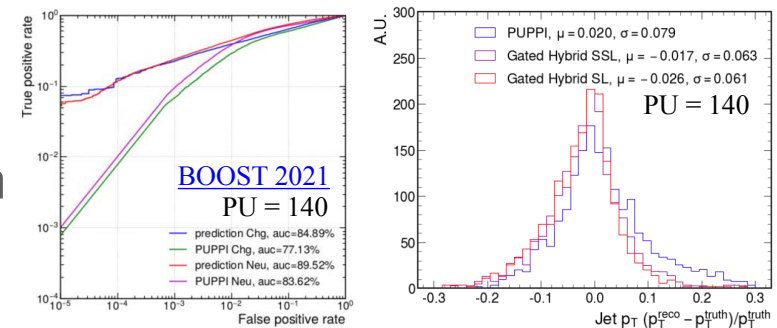 True positive rate
10⁰
10⁻¹
10⁻²
10⁻³
10⁻⁴
10⁻⁵
10⁻⁴
10⁻³
10⁻²
10⁻¹
10⁰
False positive rate
BOOST 2021
PU = 140
prediction Chg, auc=84.89%
PUPPI Chg, auc=77.13%
prediction Neu, auc=89.52%
PUPPI Neu, auc=83.62%
A.U.
300
250
200
150
100
50
0
PUPPI, μ=0.020, σ=0.079
Gated Hybrid SSL, μ = −0.017, σ=0.063
Gated Hybrid SL, μ = −0.026, σ=0.061
PU = 140
-0.3
-0.2
-0.1
0.0
0.1
0.2
0.3
Jet p_T (p_T^reco − p_T^truth)/p_T^truth